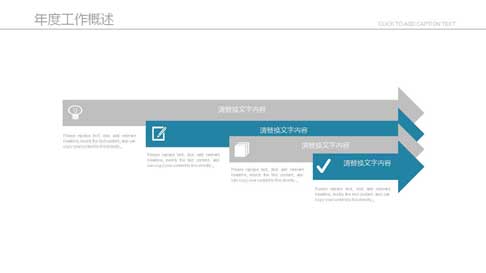 年度工作概述
CLICK TO ADD CAPTION TEXT
请替换文字内容
Please replace text, click add relevant
headline, modify the text content, also can
copy your content to this directly.
请替换文字内容
Please replace text, click add relevant
headline, modify the text content, also
can copy your content to this directly.
请替换文字内容
Please replace text, click add relevant
headline, modify the text content, also
can copy your content to this directly.
请替换文字内容
Please replace text, click add relevant
headline, modify the text content, also can
copy your content to this directly.